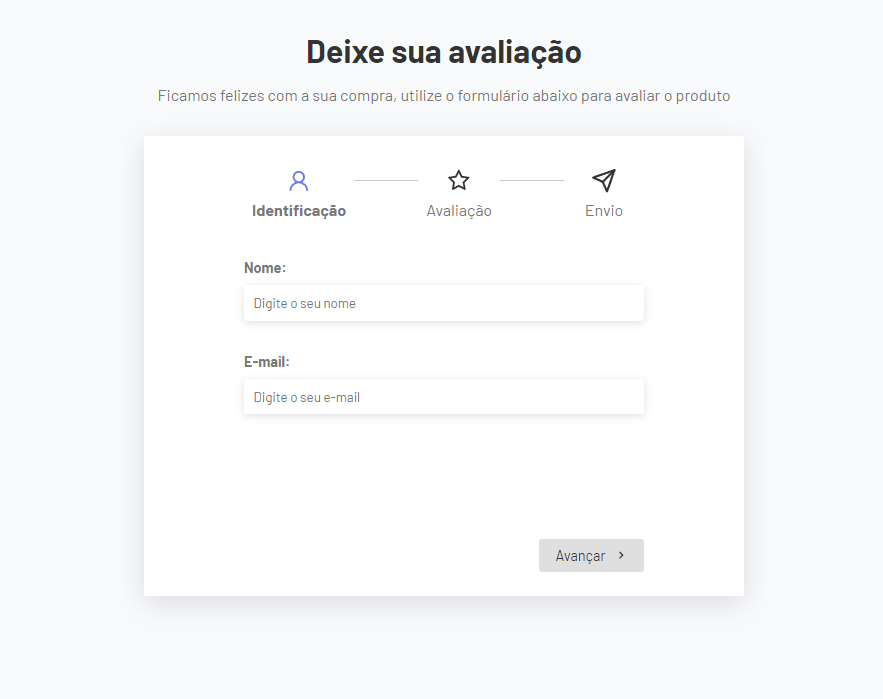 Deixe sua avaliação
Ficamos felizes com a sua compra, utilize o formulário abaixo para avaliar o produto
Identificação
Avaliação
Envio
Nome:
Digite o seu nome
E-mail:
Digite o seu e-mail
Avançar